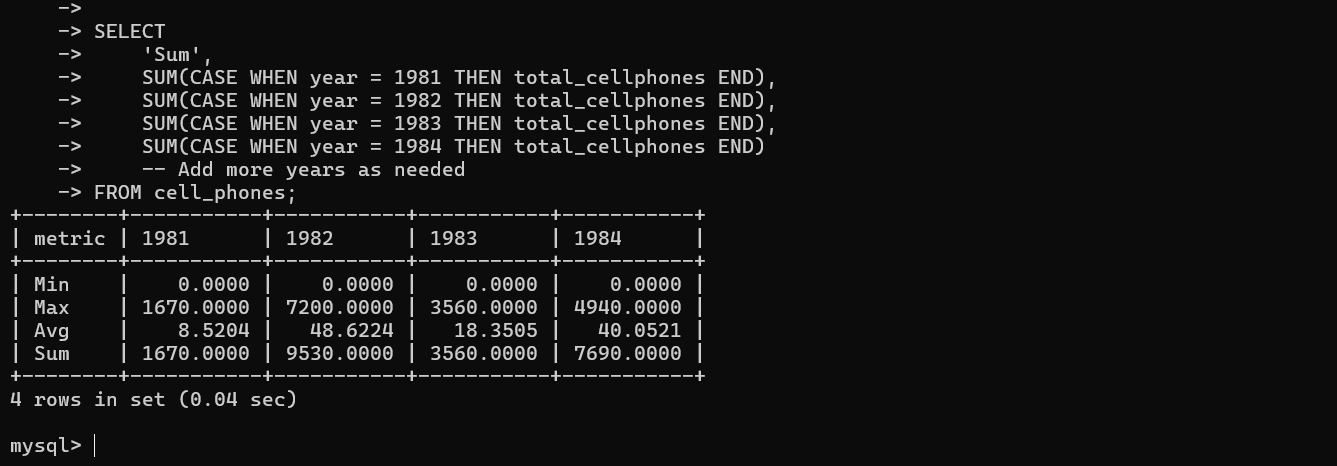 ->
-> SELECT
->     'Sum',
->     SUM(CASE WHEN year = 1981 THEN total_cellphones END),
->     SUM(CASE WHEN year = 1982 THEN total_cellphones END),
->     SUM(CASE WHEN year = 1983 THEN total_cellphones END),
->     SUM(CASE WHEN year = 1984 THEN total_cellphones END)
->     -- Add more years as needed
-> FROM cell_phones;
+--------+-----------+-----------+-----------+-----------+
| metric | 1981      | 1982      | 1983      | 1984      |
+--------+-----------+-----------+-----------+-----------+
| Min    |    0.0000 |    0.0000 |    0.0000 |    0.0000 |
| Max    | 1670.0000 | 7200.0000 | 3560.0000 | 4940.0000 |
| Avg    |    8.5204 |   48.6224 |   18.3505 |   40.0521 |
| Sum    | 1670.0000 | 9530.0000 | 3560.0000 | 7690.0000 |
+--------+-----------+-----------+-----------+-----------+
4 rows in set (0.04 sec)
mysql>